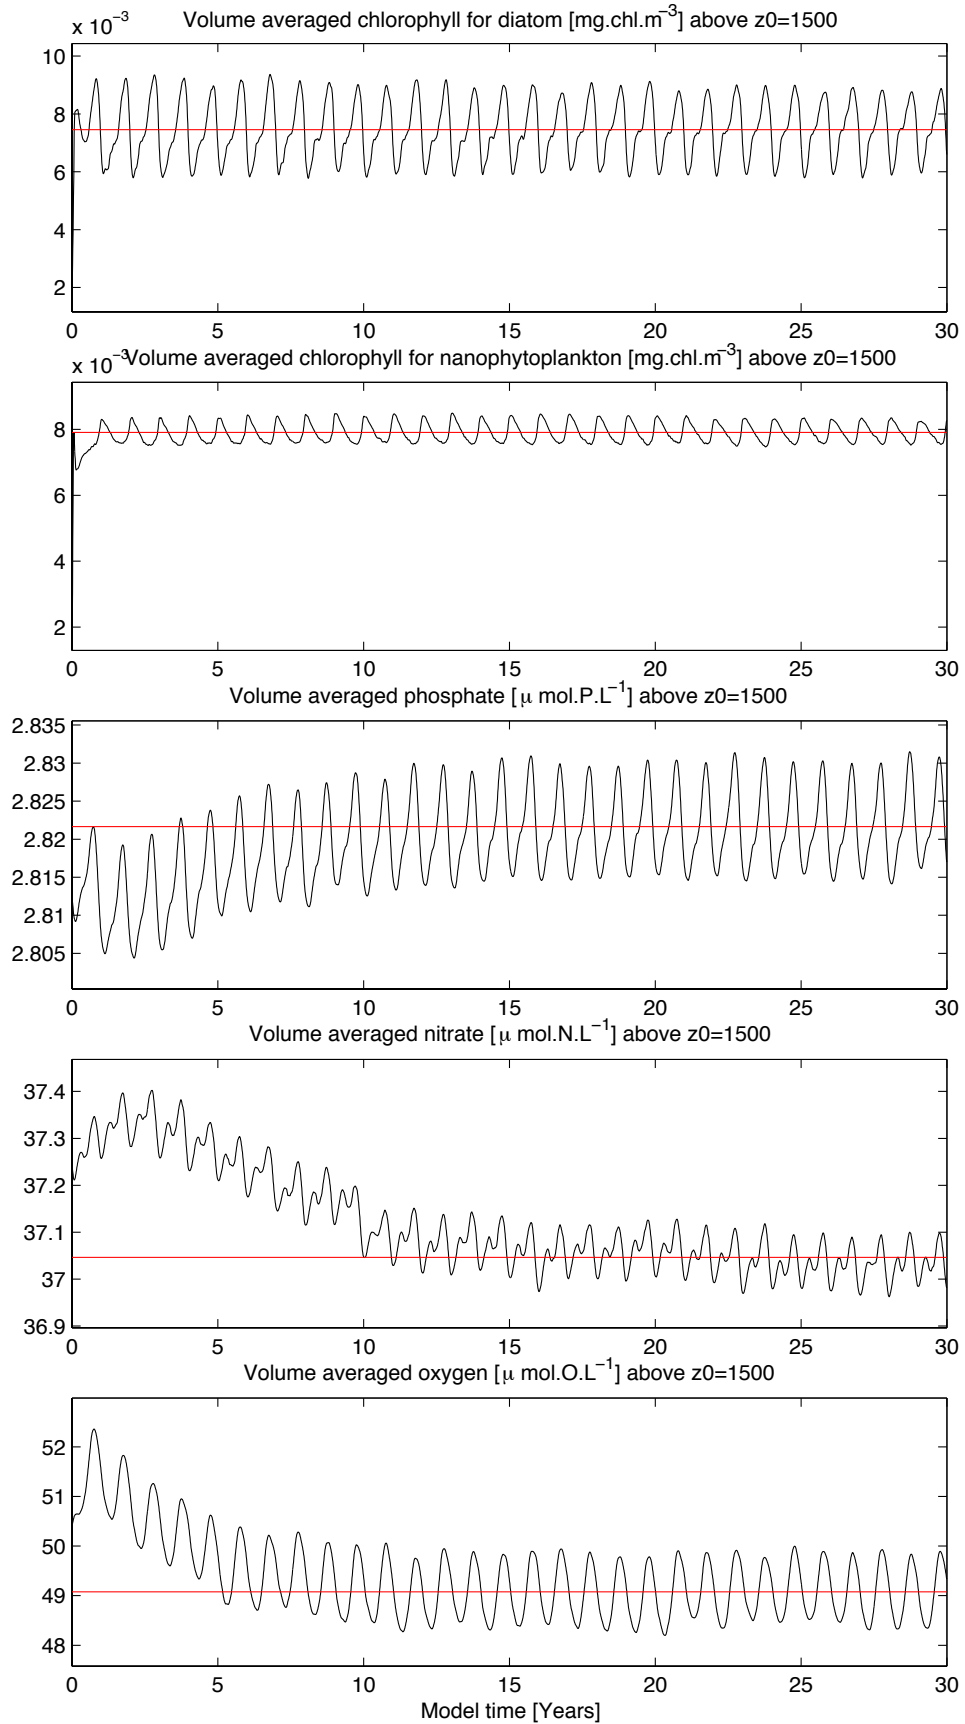 Volume averaged chlorophyll for diatom [mg.chl.m⁻³] above z0=1500
x 10⁻³
10
8
6
4
2
0 5 10 15 20 25 30
x 10⁻³
Volume averaged chlorophyll for nanophytoplankton [mg.chl.m⁻³] above z0=1500
8
6
4
2
0 5 10 15 20 25 30
Volume averaged phosphate [μ mol.P.L⁻¹] above z0=1500
2.835
2.83
2.825
2.82
2.815
2.81
2.805
0 5 10 15 20 25 30
Volume averaged nitrate [μ mol.N.L⁻¹] above z0=1500
37.4
37.3
37.2
37.1
37
36.9
0 5 10 15 20 25 30
Volume averaged oxygen [μ mol.O.L⁻¹] above z0=1500
52
51
50
49
48
0 5 10 15 20 25 30
Model time [Years]